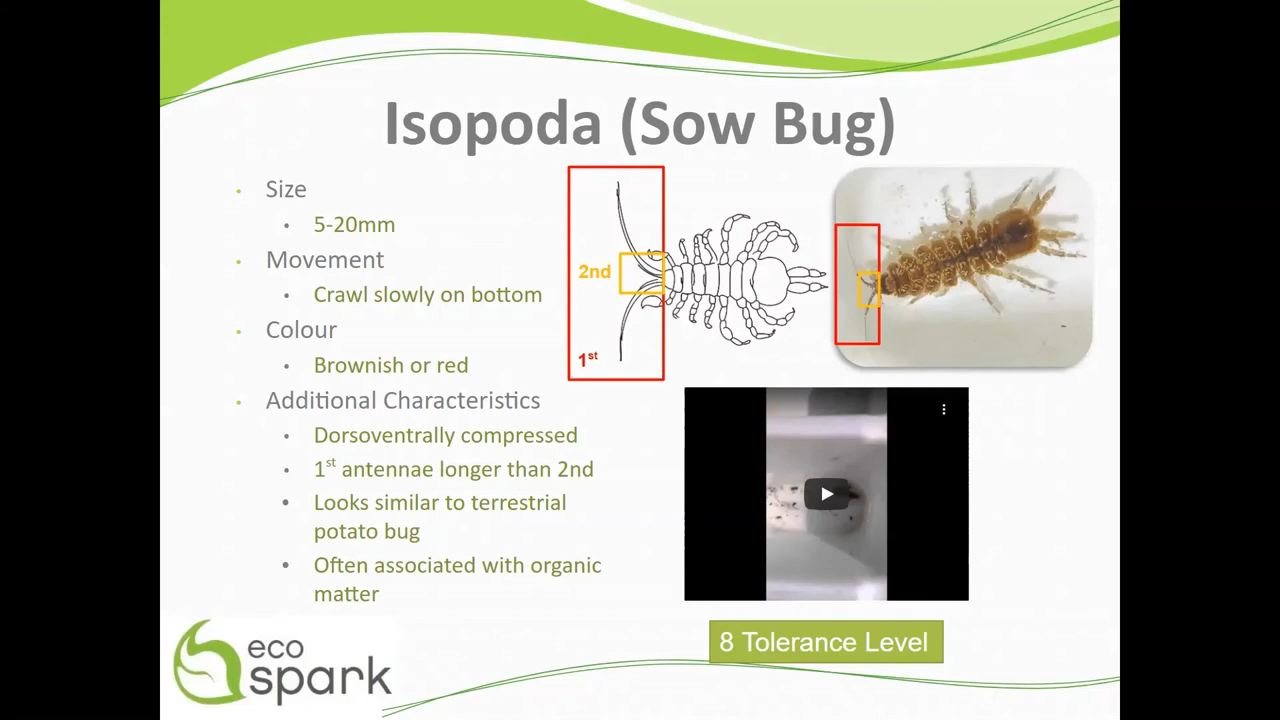 Isopoda (Sow Bug)
Size
5-20mm
Movement
Crawl slowly on bottom
Colour
Brownish or red
Additional Characteristics
Dorsoventrally compressed
1st antennae longer than 2nd
Looks similar to terrestrial
potato bug
Often associated with organic
matter
2nd
1st
8 Tolerance Level
eco
spark